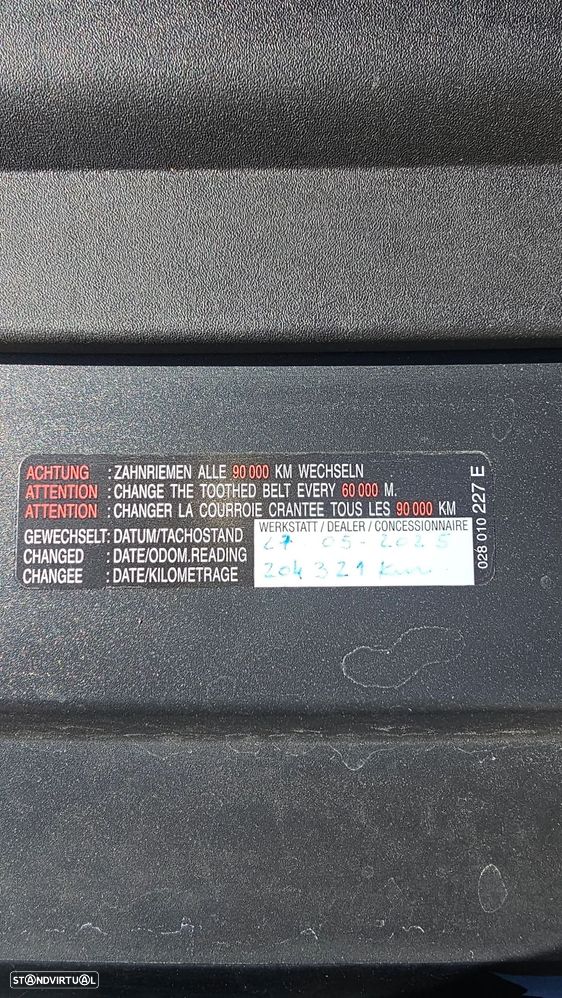 ACHTUNG : ZAHNRIEMEN ALLE 90 000 KM WECHSELN
ATTENTION : CHANGE THE TOOTHED BELT EVERY 60 000 M.
ATTENTION : CHANGER LA COURROIE CRANTEE TOUS LES 90 000 KM
WERKSTATT / DEALER / CONCESSIONNAIRE
GEWECHSELT: DATUM/TACHOSTAND 27 05 - 2025
CHANGED : DATE/ODOM.READING
CHANGEE : DATE/KILOMETRAGE 204 321 km.
028 010 227 E
STANDVIRTUAL